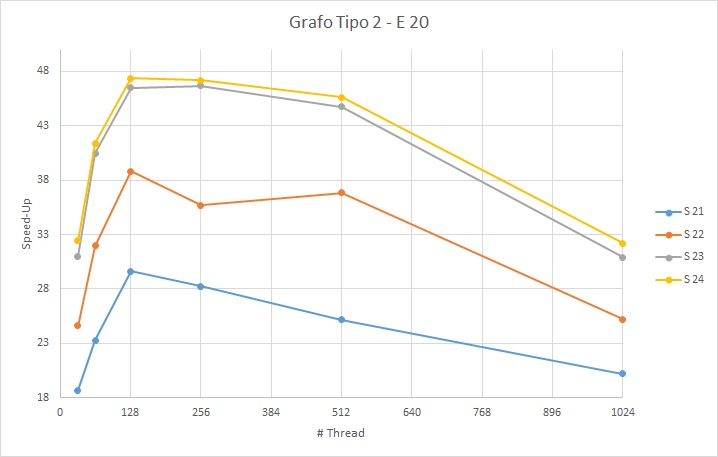 Grafo Tipo 2 - E 20
48
43
38
33
28
23
18
Speed-Up
0 128 256 384 512 640 768 896 1024
# Thread
S 21
S 22
S 23
S 24